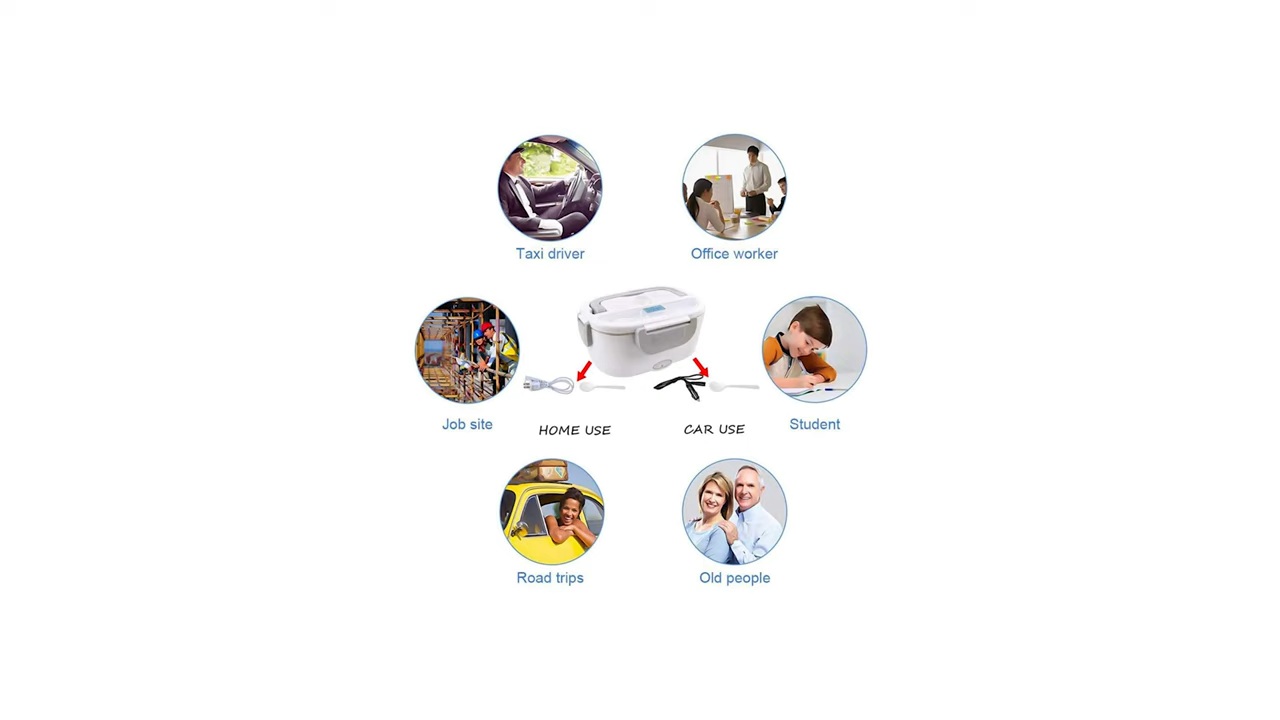 Taxi driver
Office worker
Job site
HOME USE
CAR USE
Student
Road trips
Old people